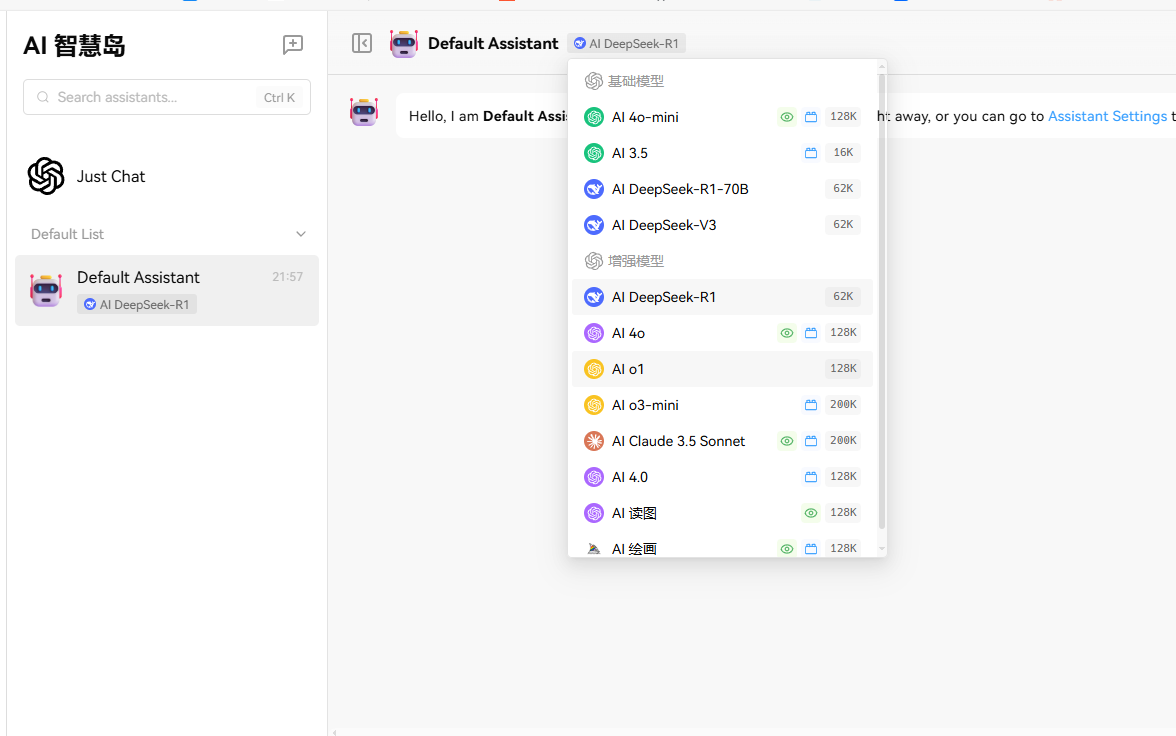 AI 智慧岛
Search assistants... Ctrl K
Just Chat
Default List
Default Assistant 21:57
AI DeepSeek-R1
Default Assistant AI DeepSeek-R1
Hello, I am Default Assi
away, or you can go to Assistant Settings
基础模型
AI 4o-mini 128K
AI 3.5 16K
AI DeepSeek-R1-70B 62K
AI DeepSeek-V3 62K
增强模型
AI DeepSeek-R1 62K
AI 4o 128K
AI o1 128K
AI o3-mini 200K
AI Claude 3.5 Sonnet 200K
AI 4.0 128K
AI 读图 128K
AI 绘画 128K